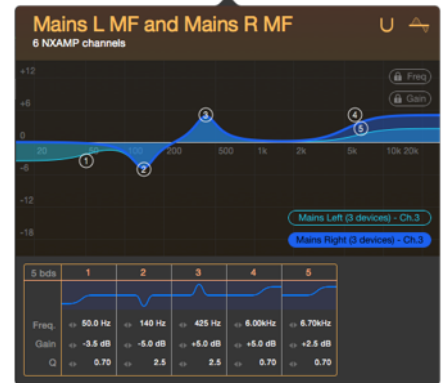 Mains L MF and Mains R MF
6 NXAMP channels
+12
Freq
+6
Gain
3
4
0
5
20 50 100 200 500 1k 2k 5k 10k 20k
1
2
-6
-12
Mains Left (3 devices) - Ch.3
-18
Mains Right (3 devices) - Ch.3
5 bds 1 2 3 4 5
Freq. 50.0 Hz 140 Hz 425 Hz 6.00kHz 6.70kHz
Gain -3.5 dB -5.0 dB +5.0 dB +5.0 dB +2.5 dB
Q 0.70 2.5 2.5 0.70 0.70